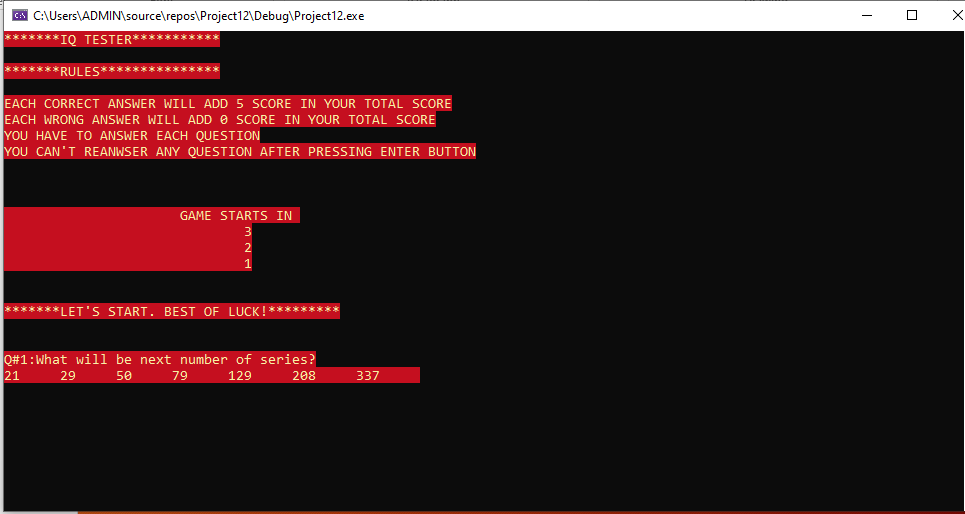 C:\Users\ADMIN\source\repos\Project12\Debug\Project12.exe
*******IQ TESTER***********
*******RULES***************
EACH CORRECT ANSWER WILL ADD 5 SCORE IN YOUR TOTAL SCORE
EACH WRONG ANSWER WILL ADD 0 SCORE IN YOUR TOTAL SCORE
YOU HAVE TO ANSWER EACH QUESTION
YOU CAN'T REANWSER ANY QUESTION AFTER PRESSING ENTER BUTTON
GAME STARTS IN
3
2
1
*******LET'S START. BEST OF LUCK!*********
Q#1:What will be next number of series?
21 29 50 79 129 208 337